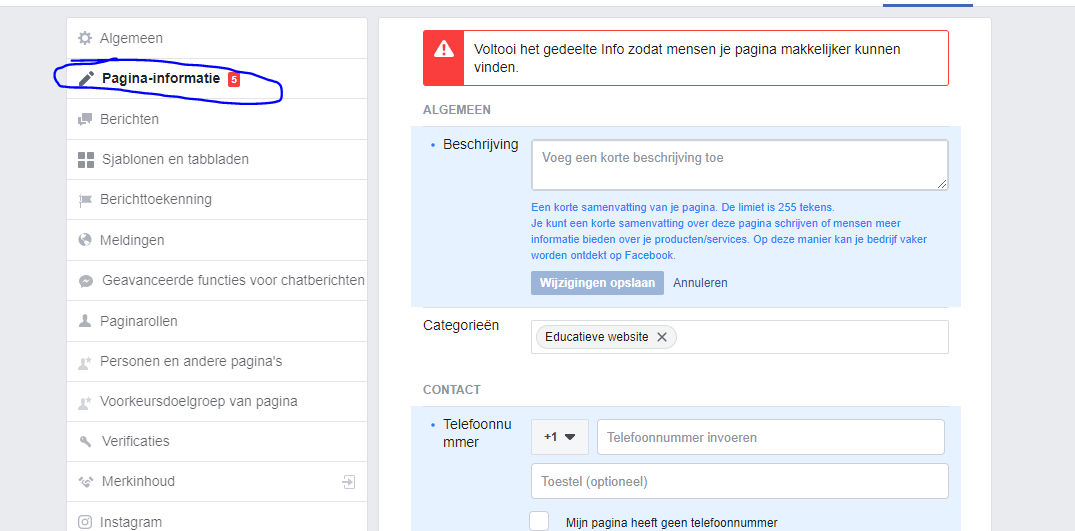 Algemeen
Pagina-informatie 5
Berichten
Sjablonen en tabbladen
Berichttoekenning
Meldingen
Geavanceerde functies voor chatberichten
Paginarollen
Personen en andere pagina's
Voorkeursdoelgroep van pagina
Verificaties
Merkinhoud
Instagram
Voltooi het gedeelte Info zodat mensen je pagina makkelijker kunnen
vinden.
ALGEMEEN
Beschrijving
Voeg een korte beschrijving toe
Een korte samenvatting van je pagina. De limiet is 255 tekens.
Je kunt een korte samenvatting over deze pagina schrijven of mensen meer
informatie bieden over je producten/services. Op deze manier kan je bedrijf vaker
worden ontdekt op Facebook.
Wijzigingen opslaan Annuleren
Categorieën
Educatieve website
CONTACT
Telefoonnu
mmer
+1 Telefoonnummer invoeren
Toestel (optioneel)
Mijn pagina heeft geen telefoonnummer